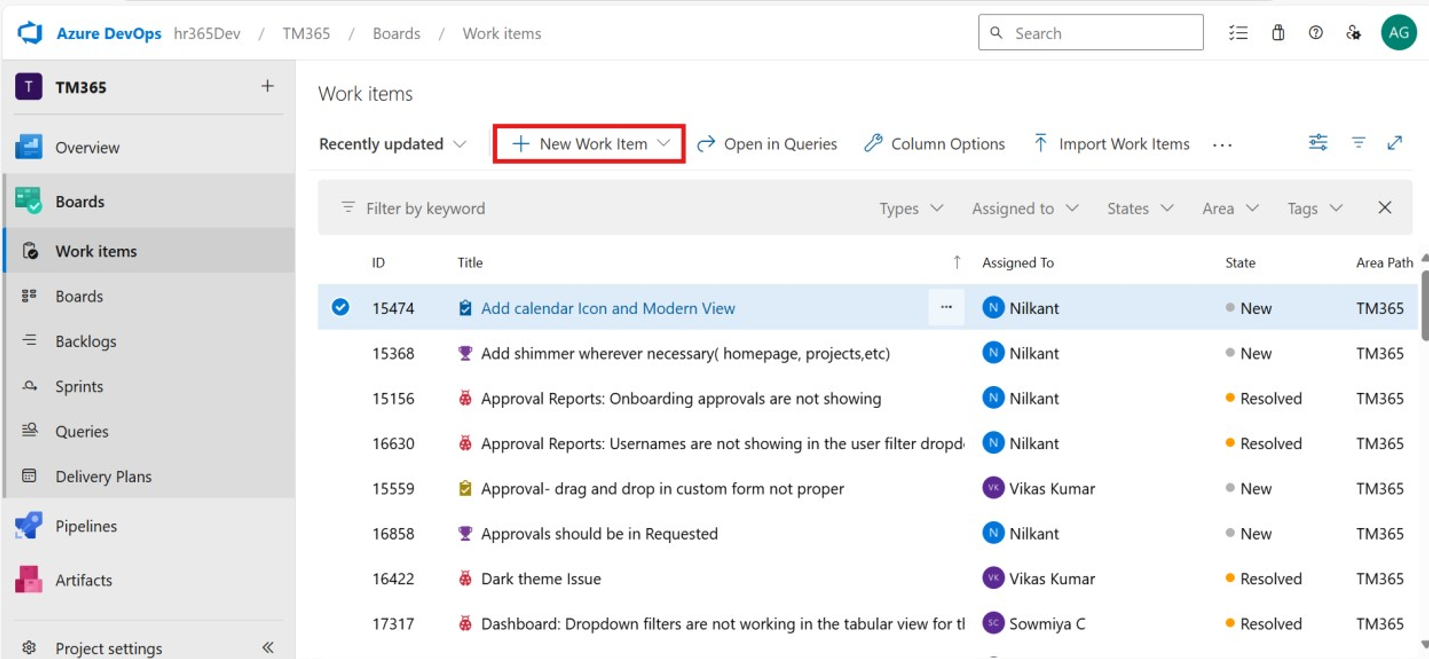 Azure DevOps hr365Dev / TM365 / Boards / Work items Search AG
T TM365
Overview
Boards
Work items
Boards
Backlogs
Sprints
Queries
Delivery Plans
Pipelines
Artifacts
Project settings
Work items
Recently updated New Work Item Open in Queries Column Options Import Work Items ...
Filter by keyword Types Assigned to States Area Tags
ID Title Assigned To State Area Path
15474 Add calendar Icon and Modern View ... N Nilkant New TM365
15368 Add shimmer wherever necessary( homepage, projects,etc) N Nilkant New TM365
15156 Approval Reports: Onboarding approvals are not showing N Nilkant Resolved TM365
16630 Approval Reports: Usernames are not showing in the user filter dropd N Nilkant Resolved TM365
15559 Approval- drag and drop in custom form not proper VK Vikas Kumar New TM365
16858 Approvals should be in Requested N Nilkant New TM365
16422 Dark theme Issue VK Vikas Kumar Resolved TM365
17317 Dashboard: Dropdown filters are not working in the tabular view for tl SC Sowmiya C Resolved TM365